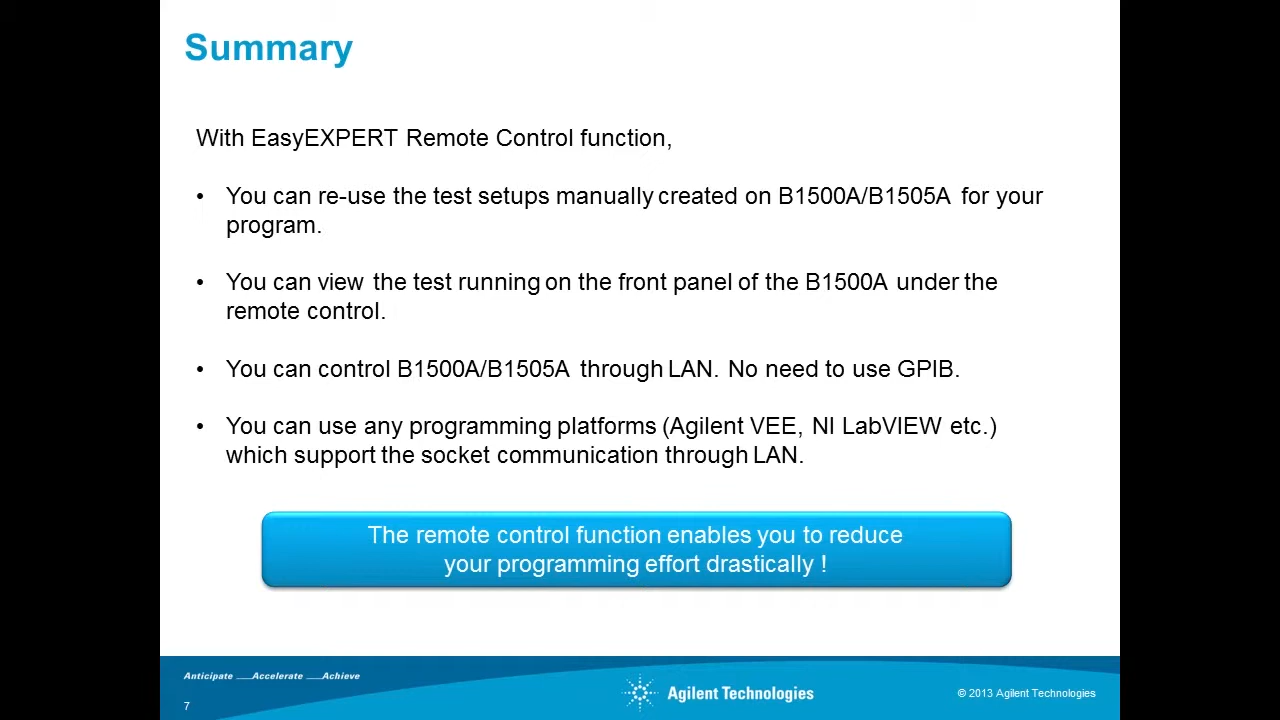 Summary
With EasyEXPERT Remote Control function,
• You can re-use the test setups manually created on B1500A/B1505A for your
program.
• You can view the test running on the front panel of the B1500A under the
remote control.
• You can control B1500A/B1505A through LAN. No need to use GPIB.
• You can use any programming platforms (Agilent VEE, NI LabVIEW etc.)
which support the socket communication through LAN.
The remote control function enables you to reduce
your programming effort drastically !
Anticipate ___Accelerate ___Achieve
Agilent Technologies
© 2013 Agilent Technologies
7